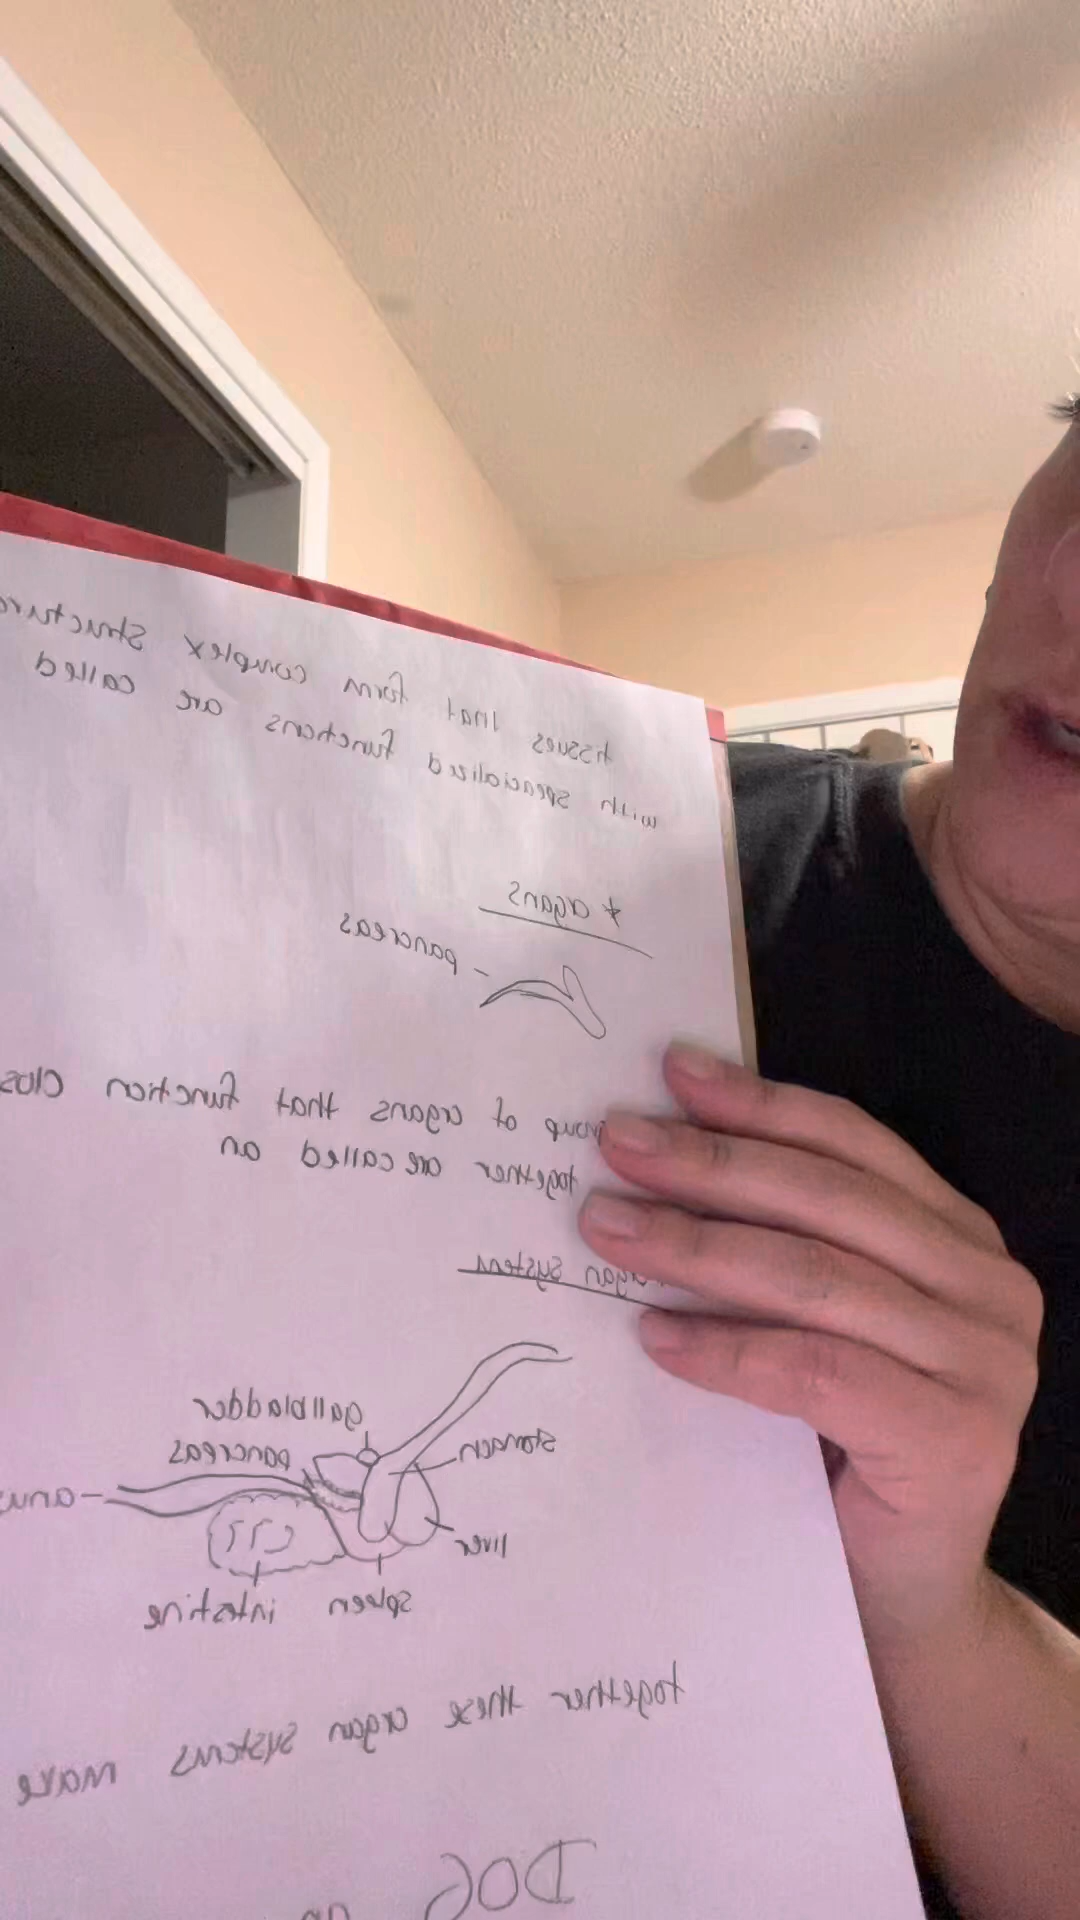 tissues that form complex structure
with speacialized functions are called
* organs
- pancreas
group of organs that function clos
together are called an
organ system
gallbladder
pancreas
stomach
anus -
liver
spleen
intestine
together these organ systems make
DOG